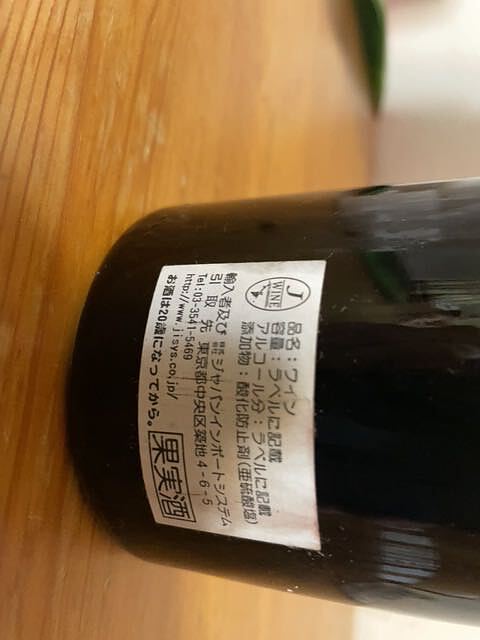 J
WINE
品名：ワイン
容量：ラベルに記載
アルコール分：ラベルに記載
添加物：酸化防止剤(亜硫酸塩)
輸入者及び 株式会社 ジャパンインポートシステム
引取先 東京都中央区築地4-6-5
Tel:03-3541-5469
http://www.jisys.co.jp/
お酒は20歳になってから。
果実酒